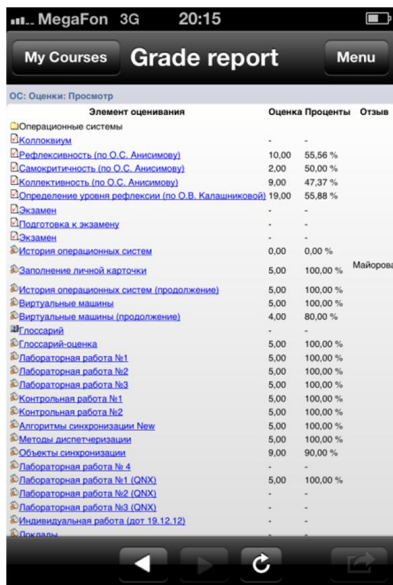 MegaFon 3G 20:15
My Courses Grade report Menu
ОС: Оценки: Просмотр
Элемент оценивания Оценка Проценты Отзыв
Операционные системы
Коллоквиум - -
Рефлексивность (по О.С. Анисимову) 10,00 55,56 %
Самокритичность (по О.С. Анисимову) 2,00 50,00 %
Коллективность (по О.С. Анисимову) 9,00 47,37 %
Определение уровня рефлексии (по О.В. Калашниковой) 19,00 55,88 %
Экзамен - -
Подготовка к экзамену - -
Экзамен - -
История операционных систем 0,00 0,00 %
Заполнение личной карточки 5,00 100,00 % Майорова
История операционных систем (продолжение) 5,00 100,00 %
Виртуальные машины 5,00 100,00 %
Виртуальные машины (продолжение) 4,00 80,00 %
Глоссарий - -
Глоссарий-оценка 5,00 100,00 %
Лабораторная работа №1 5,00 100,00 %
Лабораторная работа №2 5,00 100,00 %
Лабораторная работа №3 5,00 100,00 %
Контрольная работа №1 5,00 100,00 %
Контрольная работа №2 5,00 100,00 %
Алгоритмы синхронизации New 5,00 100,00 %
Методы диспетчеризации 5,00 100,00 %
Объекты синхронизации 9,00 90,00 %
Лабораторная работа № 4 - -
Лабораторная работа №1 (QNX) 5,00 100,00 %
Лабораторная работа №2 (QNX) - -
Лабораторная работа №3 (QNX) - -
Индивидуальная работа (дот 19.12.12) - -
Доклады